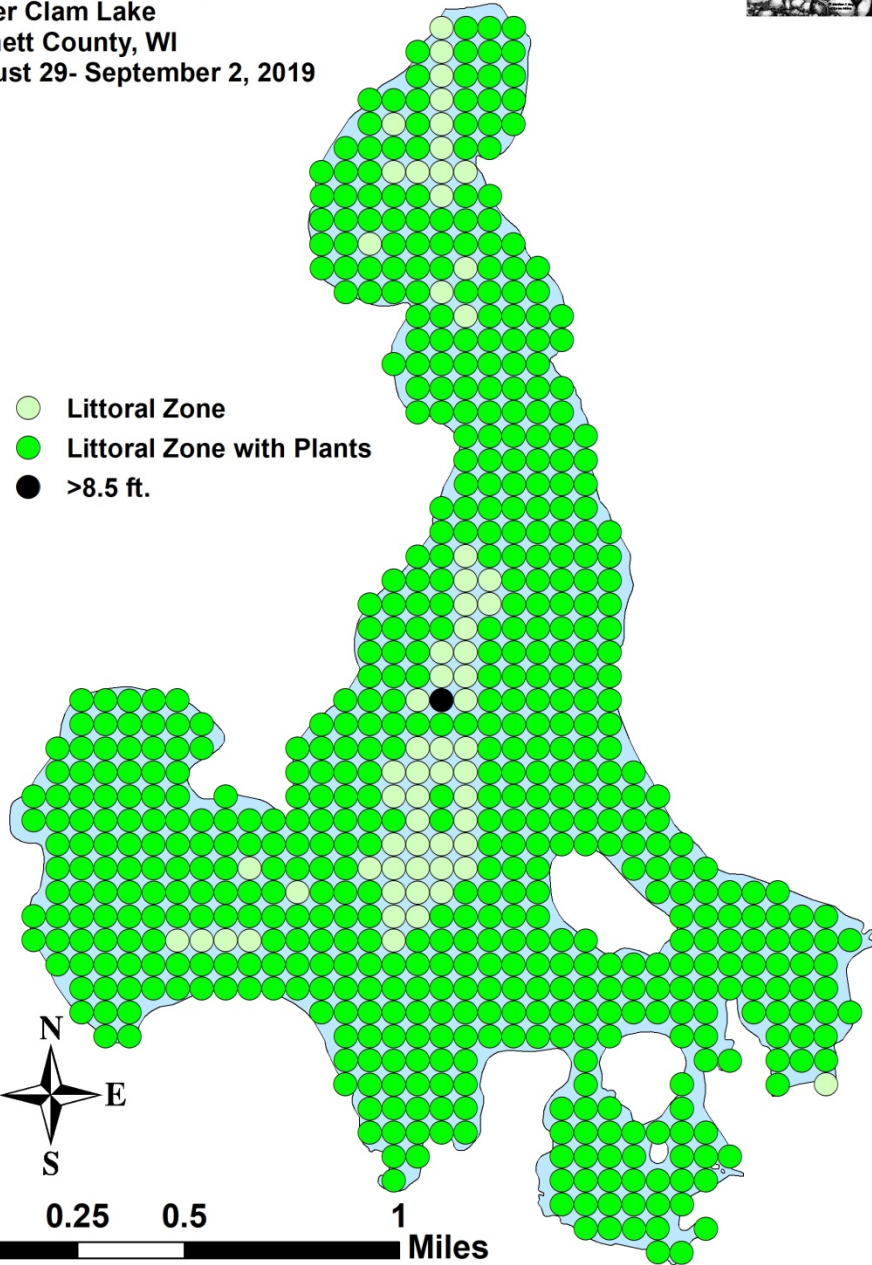 er Clam Lake
nett County, WI
ust 29- September 2, 2019
Littoral Zone
Littoral Zone with Plants
>8.5 ft.
N
E
S
0.25 0.5 1
Miles